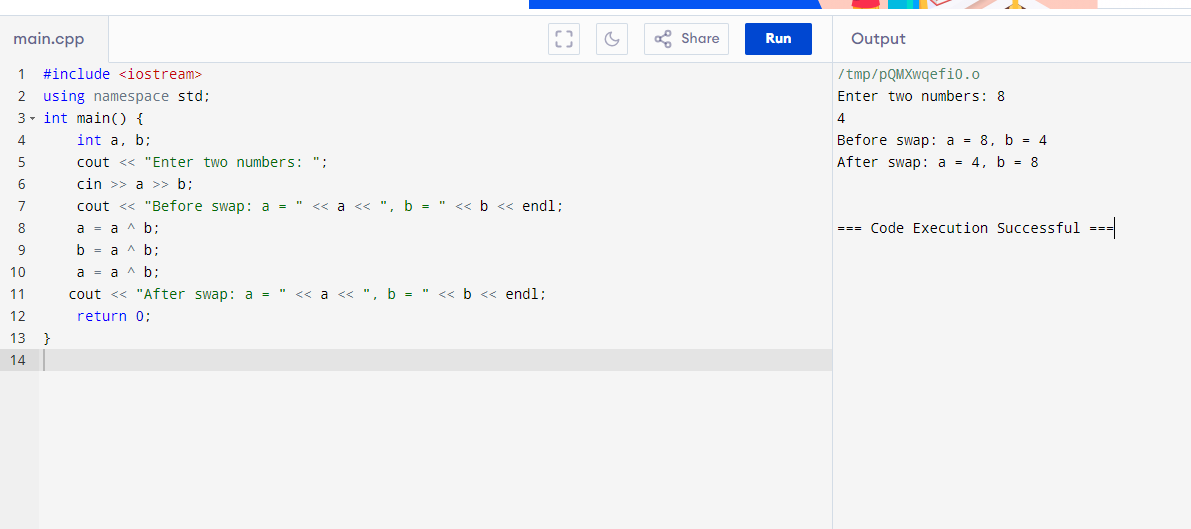 main.cpp
Share
Run
Output
1 #include <iostream>
2 using namespace std;
3 int main() {
4 int a, b;
5 cout << "Enter two numbers: ";
6 cin >> a >> b;
7 cout << "Before swap: a = " << a << ", b = " << b << endl;
8 a = a ^ b;
9 b = a ^ b;
10 a = a ^ b;
11 cout << "After swap: a = " << a << ", b = " << b << endl;
12 return 0;
13 }
14
/tmp/pQMXwqefiO.o
Enter two numbers: 8
4
Before swap: a = 8, b = 4
After swap: a = 4, b = 8
=== Code Execution Successful ===